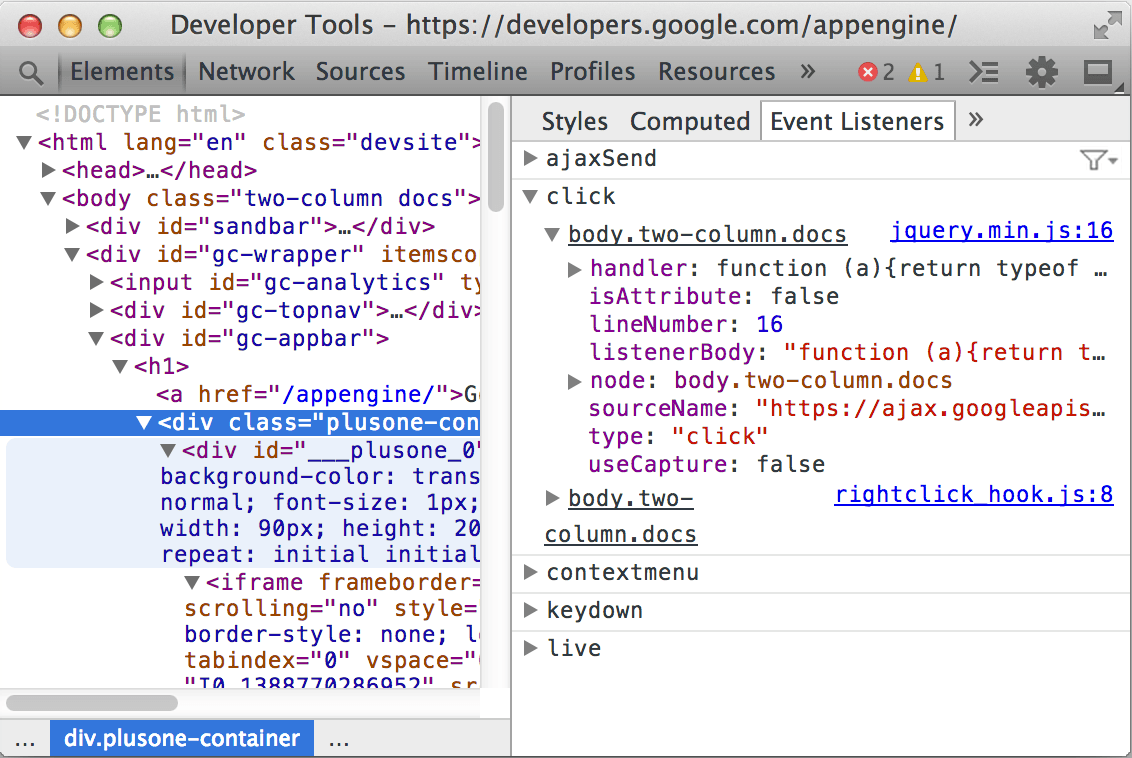 Developer Tools - https://developers.google.com/appengine/
Elements Network Sources Timeline Profiles Resources » 2 1
<!DOCTYPE html>
<html lang="en" class="devsite">
<head>…</head>
<body class="two-column docs">
<div id="sandbar">…</div>
<div id="gc-wrapper" itemsco
<input id="gc-analytics" ty
<div id="gc-topnav">…</div>
<div id="gc-appbar">
<h1>
<a href="/appengine/">Go
<div class="plusone-con
<div id="___plusone_0"
background-color: trans
normal; font-size: 1px;
width: 90px; height: 20
repeat: initial initial
<iframe frameborder=
scrolling="no" style=
border-style: none; le
tabindex="0" vspace="
"I0_1388770286952" sr
... div.plusone-container ...
Styles Computed Event Listeners »
ajaxSend
click
body.two-column.docs jquery.min.js:16
handler: function (a){return typeof …
isAttribute: false
lineNumber: 16
listenerBody: "function (a){return t…
node: body.two-column.docs
sourceName: "https://ajax.googleapis…
type: "click"
useCapture: false
body.two- rightclick_hook.js:8
column.docs
contextmenu
keydown
live